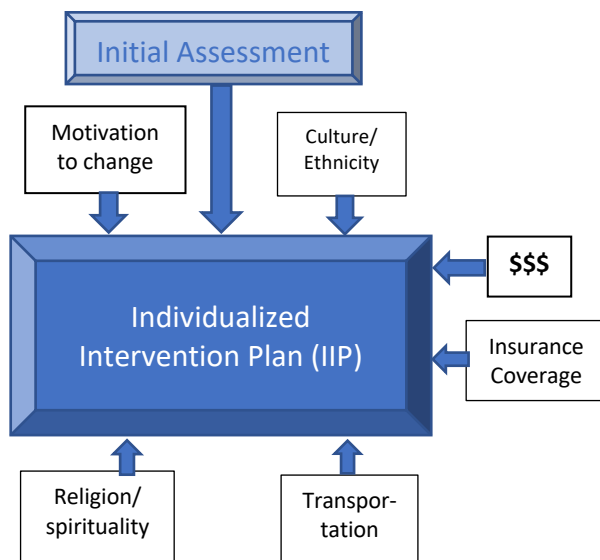 Initial Assessment
Motivation
to change
Culture/
Ethnicity
$$$
Individualized
Intervention Plan (IIP)
Insurance
Coverage
Religion/
spirituality
Transpor-
tation